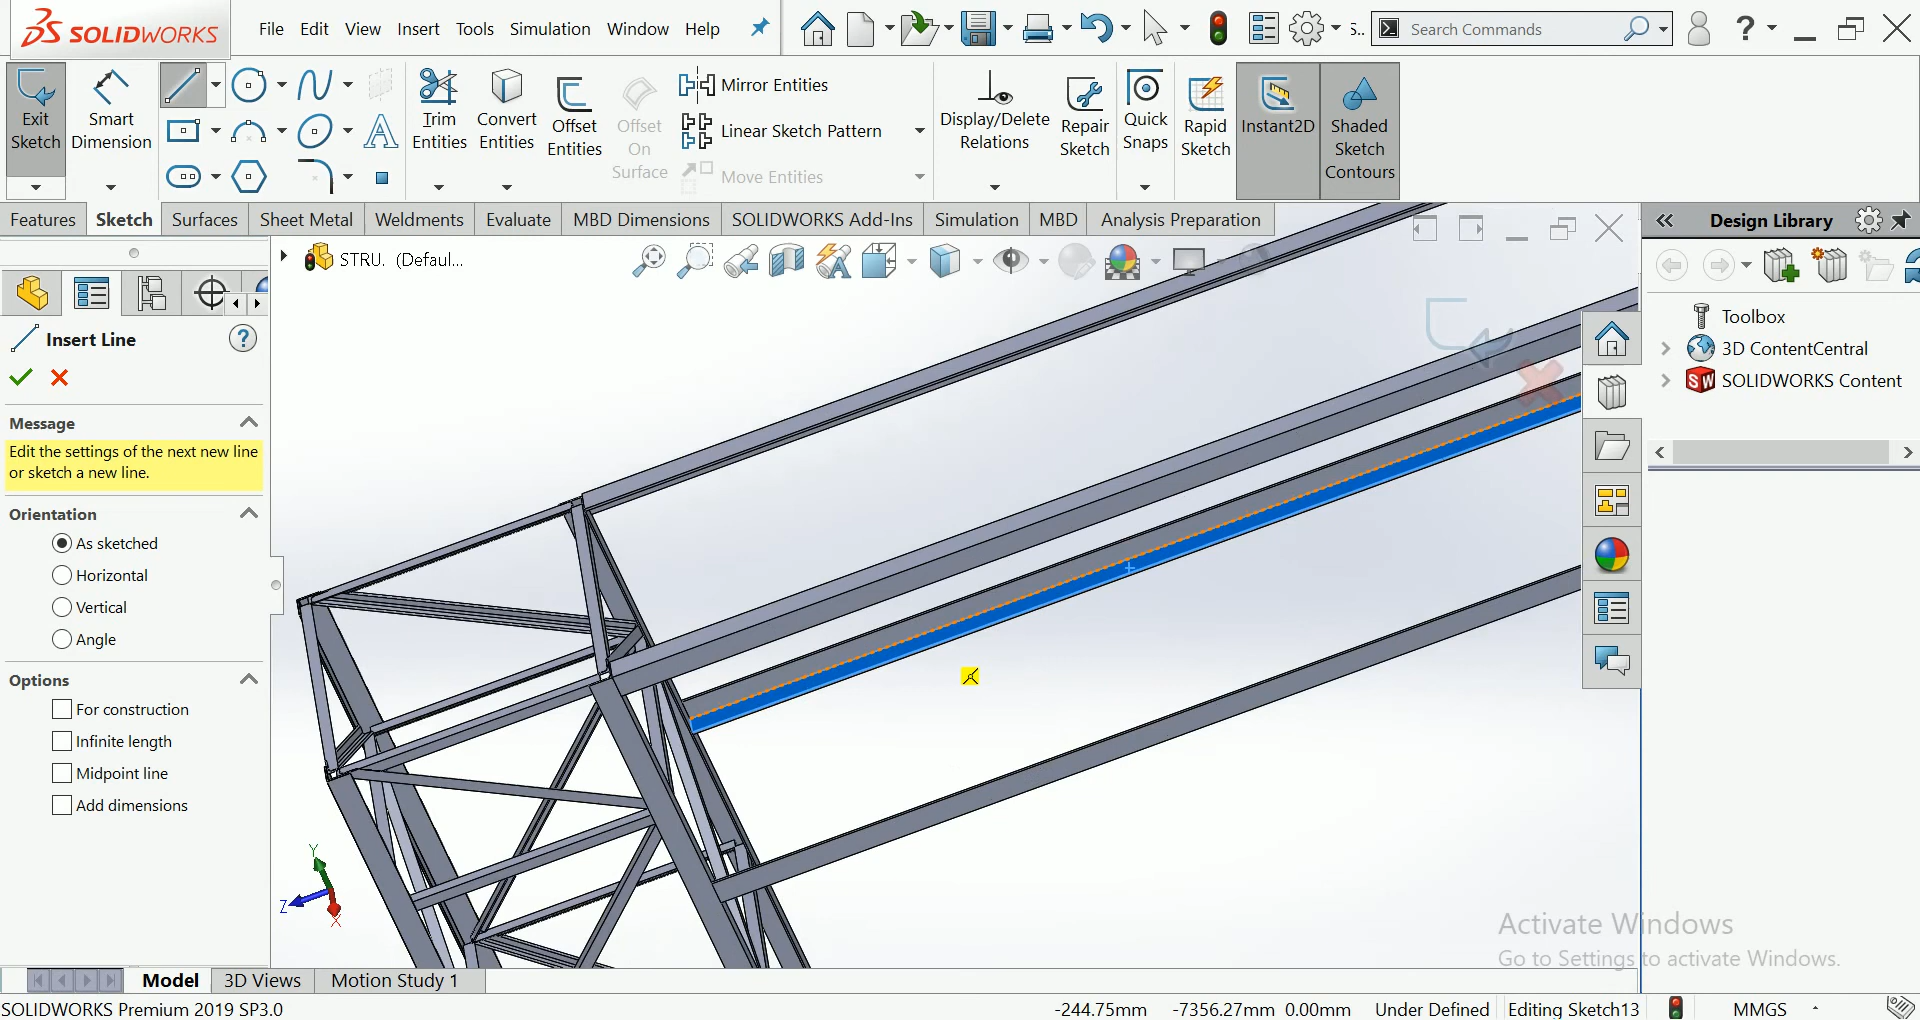 SOLIDWORKS
File Edit View Insert Tools Simulation Window Help
S..
Search Commands
?
Exit Sketch
Smart Dimension
Trim Entities
Convert Entities
Offset Entities
Offset On Surface
Mirror Entities
Linear Sketch Pattern
Move Entities
Display/Delete Relations
Repair Sketch
Quick Snaps
Rapid Sketch
Instant2D
Shaded Sketch Contours
Features Sketch Surfaces Sheet Metal Weldments Evaluate MBD Dimensions SOLIDWORKS Add-Ins Simulation MBD Analysis Preparation
Design Library
STRU. (Defaul...
Toolbox
3D ContentCentral
SOLIDWORKS Content
Insert Line
?
Message
Edit the settings of the next new line
or sketch a new line.
Orientation
As sketched
Horizontal
Vertical
Angle
Options
For construction
Infinite length
Midpoint line
Add dimensions
Y
Z
X
Activate Windows
Go to Settings to activate Windows.
Model 3D Views Motion Study 1
SOLIDWORKS Premium 2019 SP3.0
-244.75mm -7356.27mm 0.00mm Under Defined Editing Sketch13 MMGS